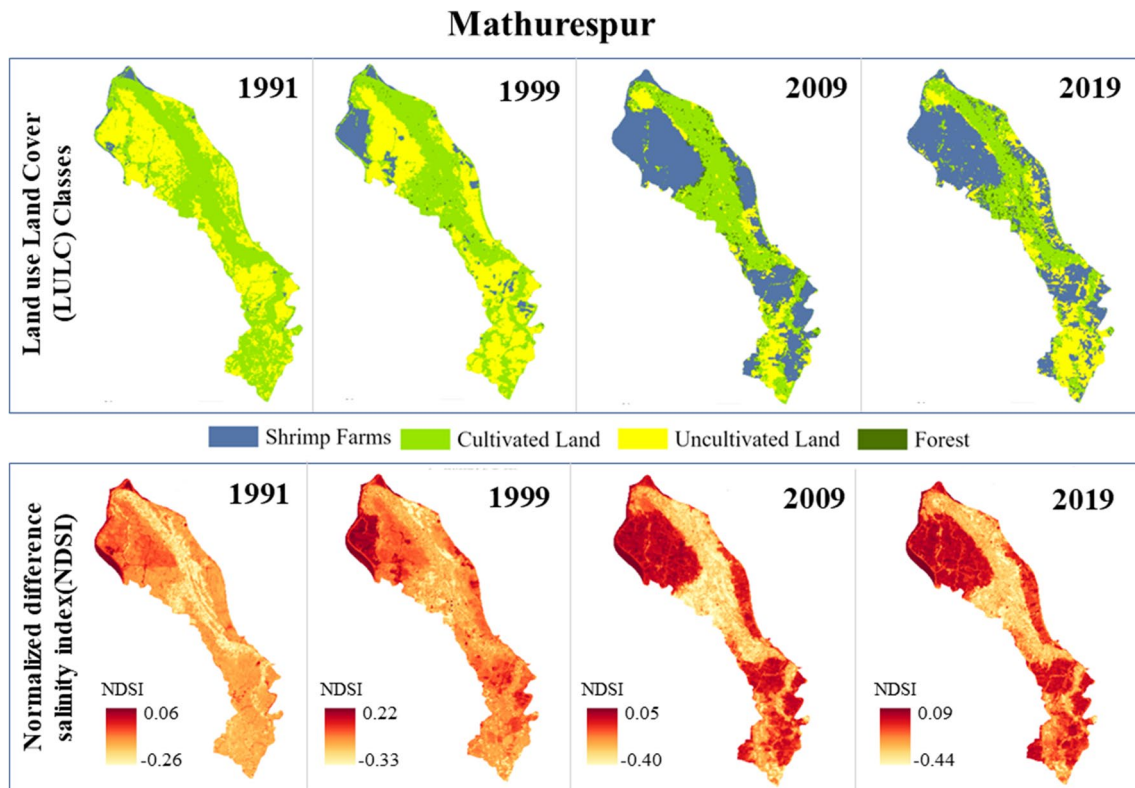 Mathurespur
Land use Land Cover
(LULC) Classes
1991
1999
2009
2019
Shrimp Farms
Cultivated Land
Uncultivated Land
Forest
Normalized difference
salinity index(NDSI)
1991
1999
2009
2019
NDSI
0.06
-0.26
NDSI
0.22
-0.33
NDSI
0.05
-0.40
NDSI
0.09
-0.44